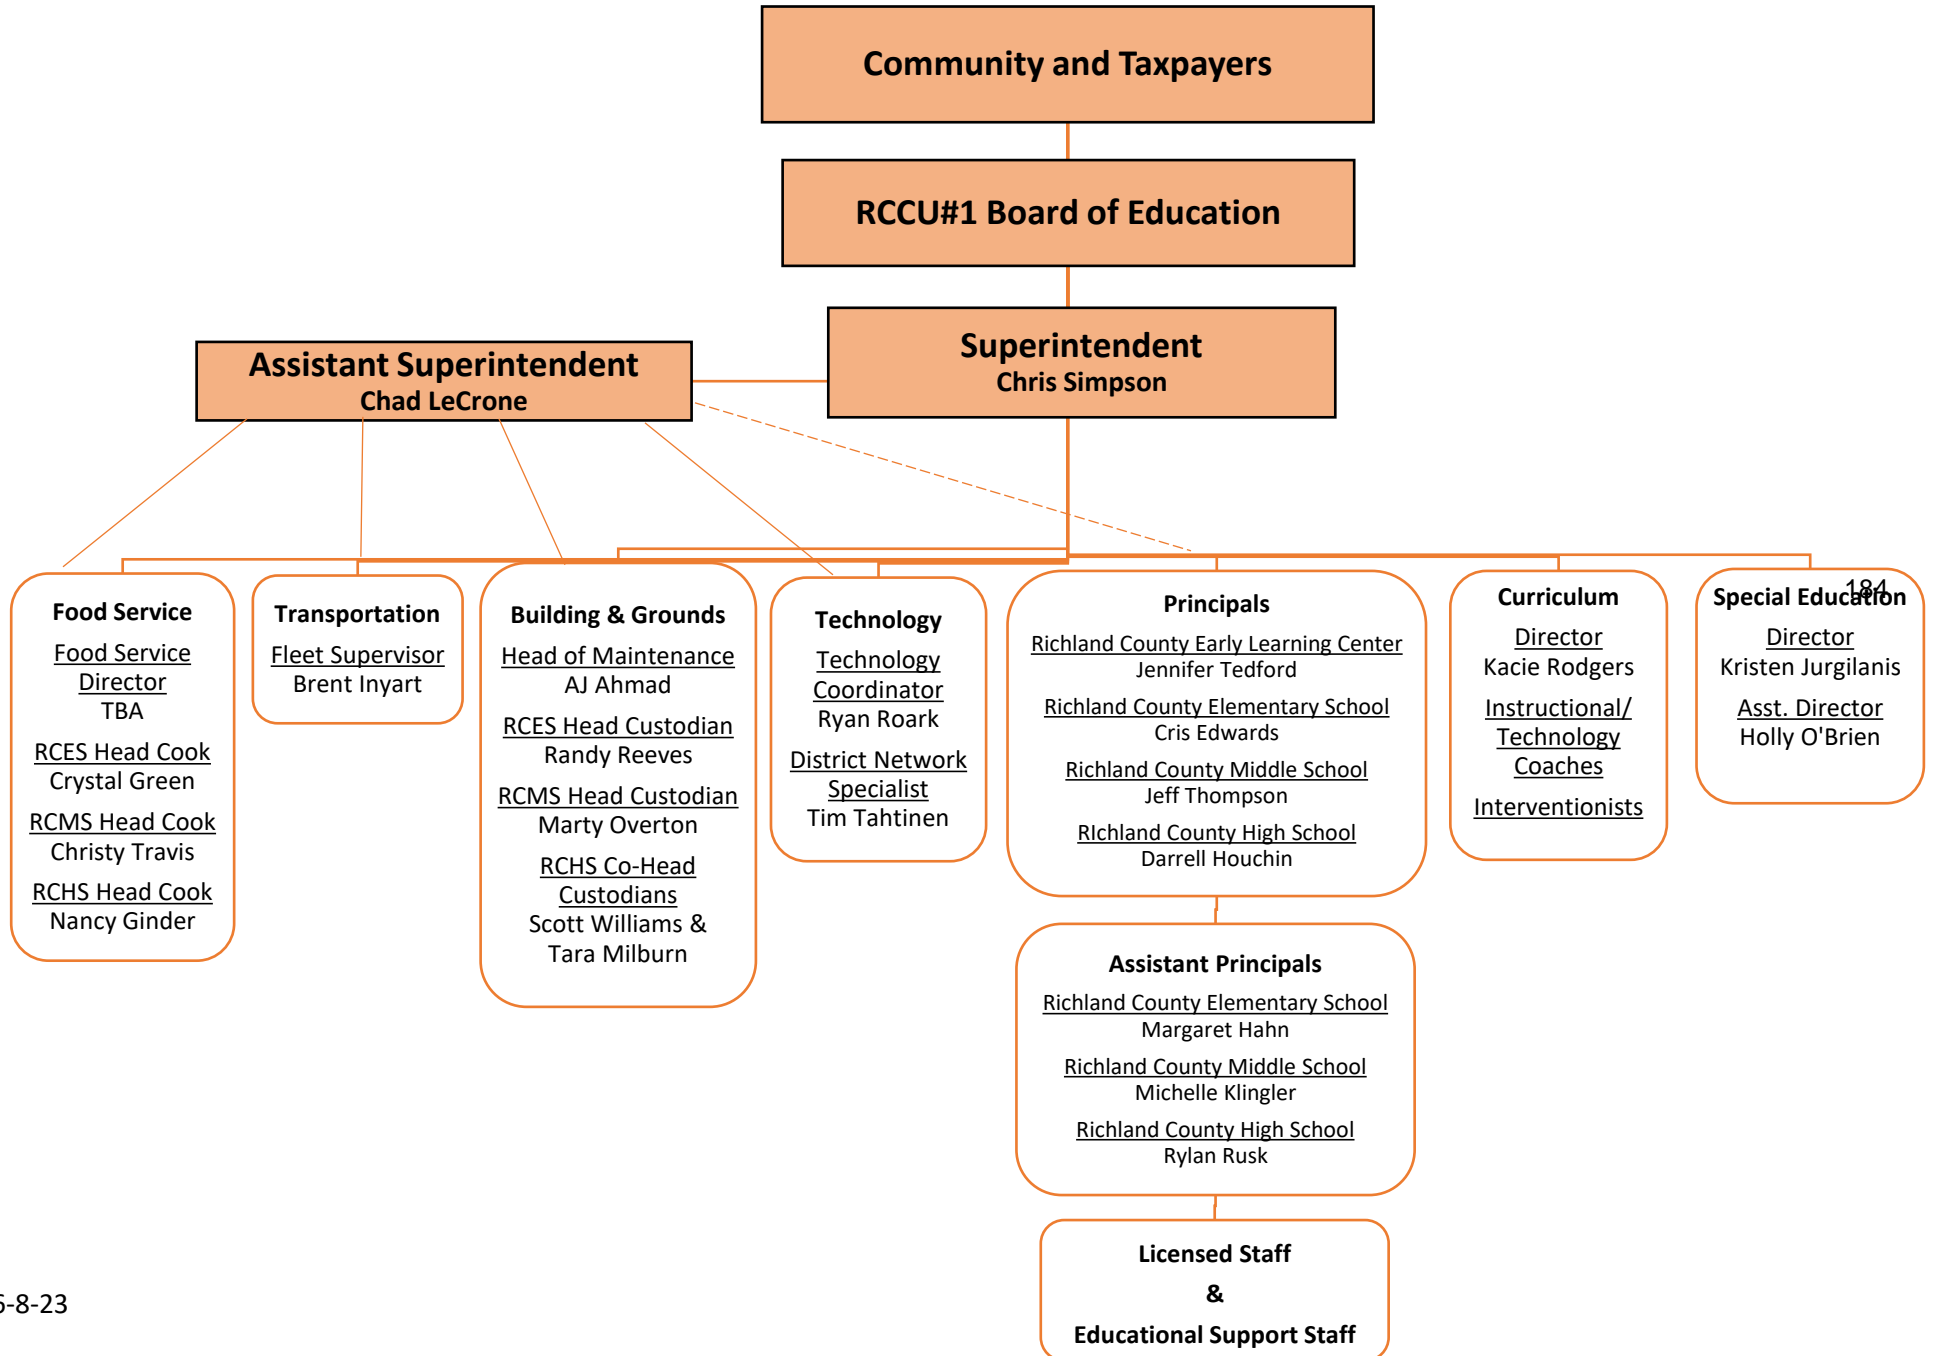 Community and Taxpayers
RCCU#1 Board of Education
Superintendent
Chris Simpson
Assistant Superintendent
Chad LeCrone
Food Service
Food Service
Director
TBA
RCES Head Cook
Crystal Green
RCMS Head Cook
Christy Travis
RCHS Head Cook
Nancy Ginder
Transportation
Fleet Supervisor
Brent Inyart
Building & Grounds
Head of Maintenance
AJ Ahmad
RCES Head Custodian
Randy Reeves
RCMS Head Custodian
Marty Overton
RCHS Co-Head
Custodians
Scott Williams &
Tara Milburn
Technology
Technology
Coordinator
Ryan Roark
District Network
Specialist
Tim Tahtinen
Principals
Richland County Early Learning Center
Jennifer Tedford
Richland County Elementary School
Cris Edwards
Richland County Middle School
Jeff Thompson
RIchland County High School
Darrell Houchin
Curriculum
Director
Kacie Rodgers
Instructional/
Technology
Coaches
Interventionists
184
Special Education
Director
Kristen Jurgilanis
Asst. Director
Holly O'Brien
Assistant Principals
Richland County Elementary School
Margaret Hahn
Richland County Middle School
Michelle Klingler
Richland County High School
Rylan Rusk
Licensed Staff
&
Educational Support Staff
-8-23